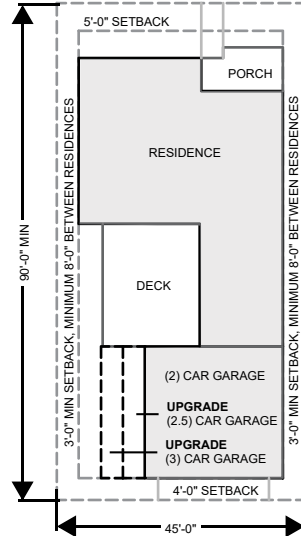 5'-0" SETBACK
PORCH
RESIDENCE
90'-0" MIN
3'-0" MIN SETBACK, MINIMUM 8'-0" BETWEEN RESIDENCES
3'-0" MIN SETBACK, MINIMUM 8'-0" BETWEEN RESIDENCES
DECK
(2) CAR GARAGE
UPGRADE
(2.5) CAR GARAGE
UPGRADE
(3) CAR GARAGE
4'-0" SETBACK
45'-0"